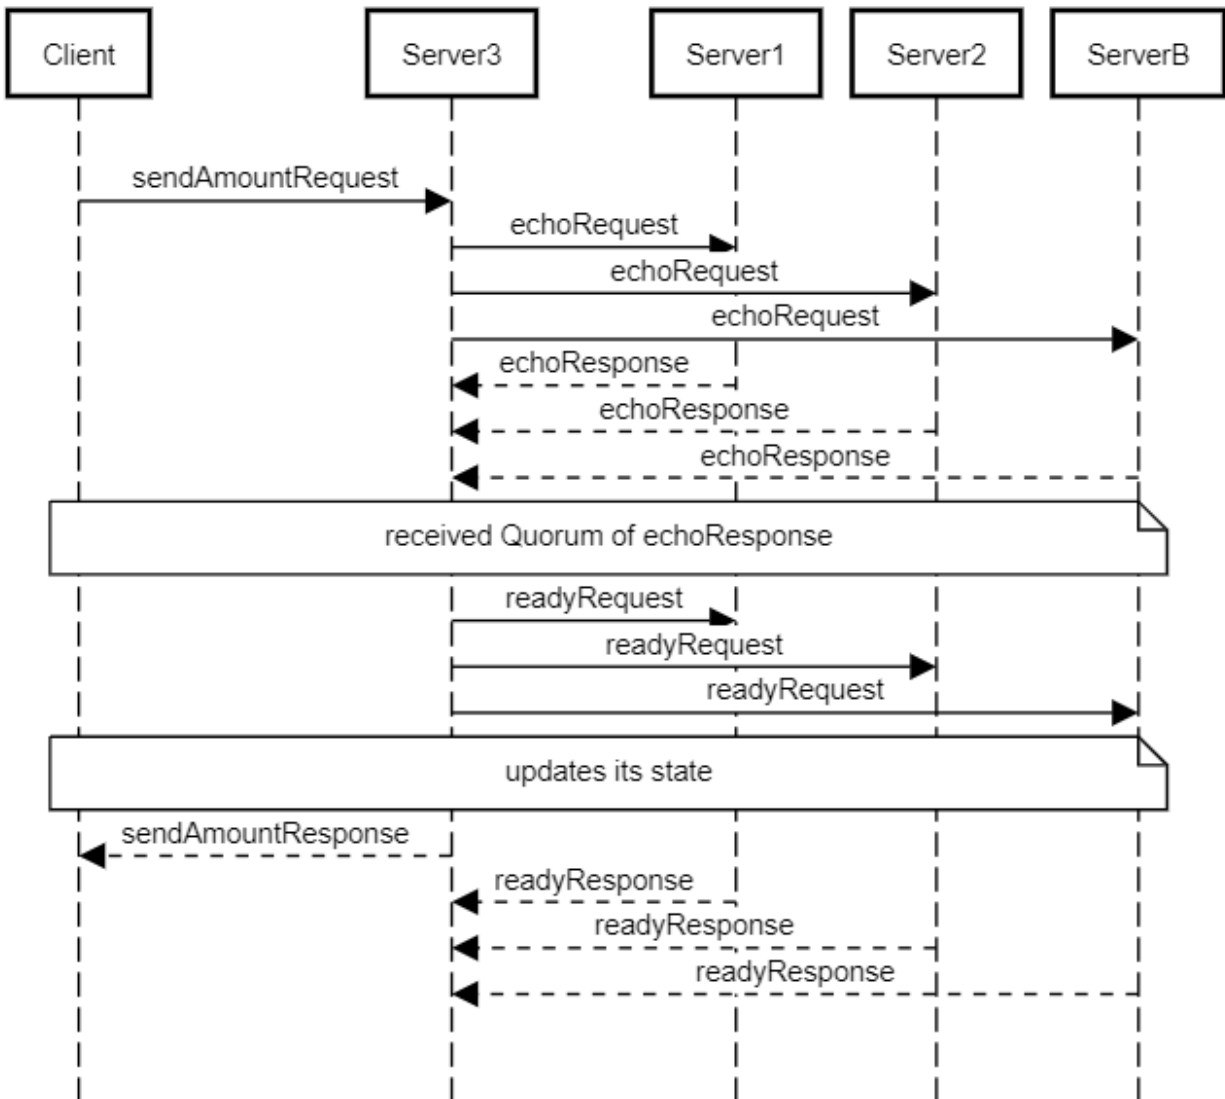 Client
Server3
Server1
Server2
ServerB
sendAmountRequest
echoRequest
echoRequest
echoRequest
echoResponse
echoResponse
echoResponse
received Quorum of echoResponse
readyRequest
readyRequest
readyRequest
updates its state
sendAmountResponse
readyResponse
readyResponse
readyResponse